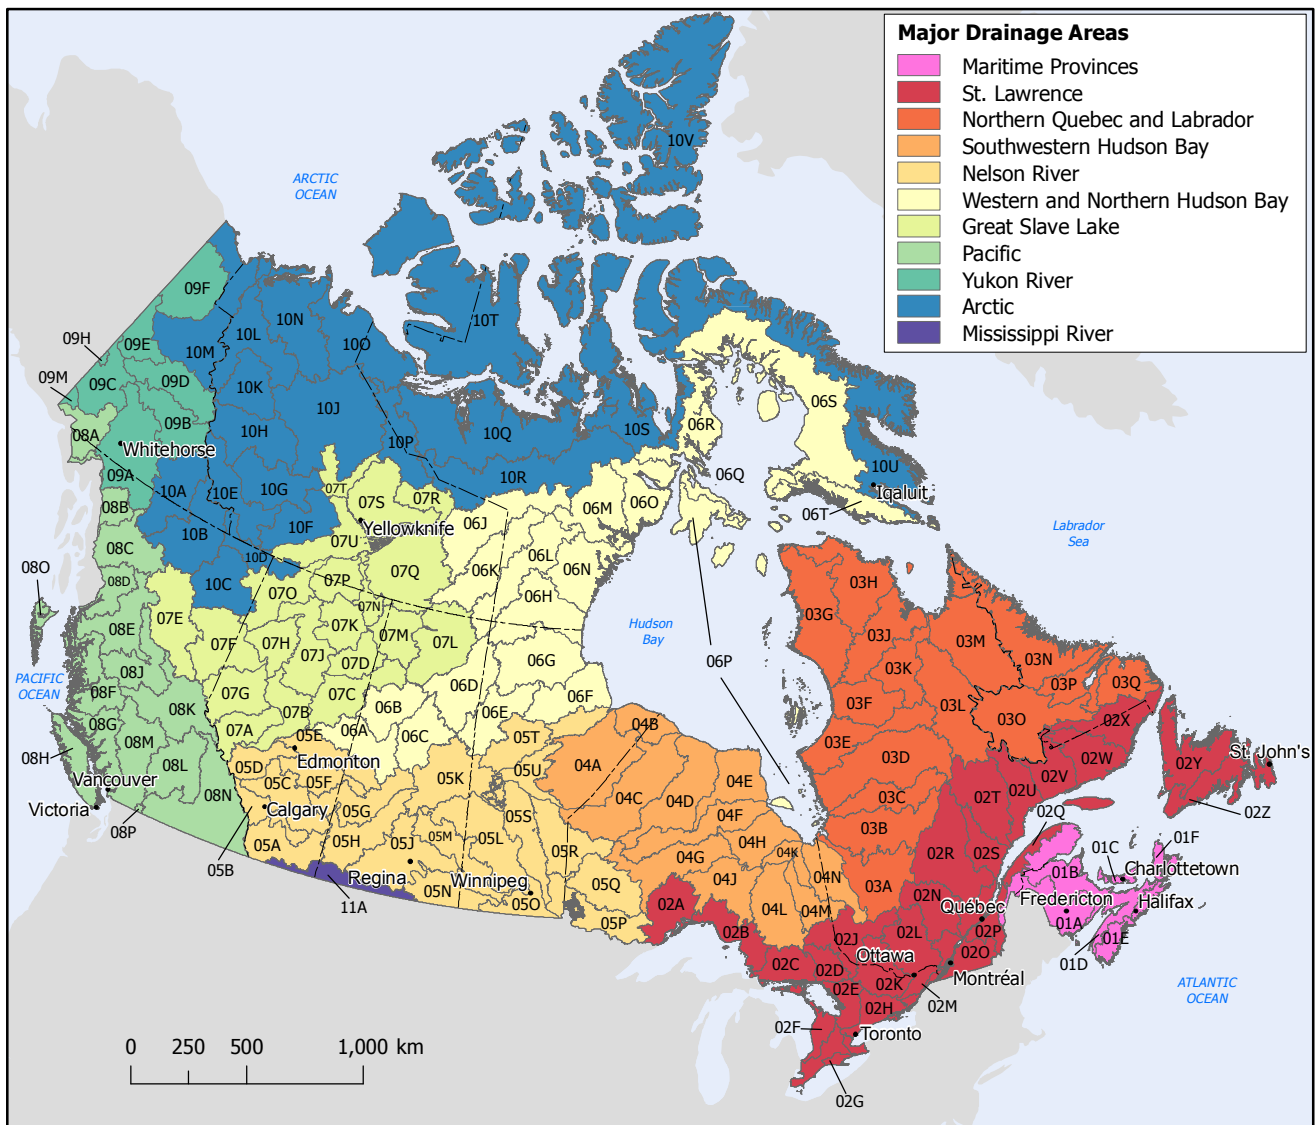 Major Drainage Areas
Maritime Provinces
St. Lawrence
Northern Quebec and Labrador
Southwestern Hudson Bay
Nelson River
Western and Northern Hudson Bay
Great Slave Lake
Pacific
Yukon River
Arctic
Mississippi River
ARCTIC
OCEAN
10V
09F
10N
10L
10O
10T
09H
09E
10M
09M
09C
09D
10K
10J
06S
08A
09B
10H
10P
10Q
10S
06R
Whitehorse
09A
10A
10E
10G
07T
07S
07R
10R
06Q
10U
Iqaluit
08B
06M
06O
06T
10B
10F
Yellowknife
06J
Labrador
Sea
08C
10D
07U
06L
08O
08D
10C
07O
07P
07Q
06K
06N
03H
07E
07N
06H
03G
08E
07F
07H
07K
07M
07L
Hudson
Bay
03J
03M
08J
07J
07D
06G
06P
03K
03N
PACIFIC
OCEAN
08F
07G
07C
06D
06F
03P
03Q
08K
07B
06B
06E
03F
03L
03O
02X
08G
07A
06A
06C
05T
04B
08H
08M
05E
Edmonton
03E
St. John's
08L
05D
05C
05F
05K
05U
04A
04E
03D
02W
02Y
Vancouver
08N
04C
04D
03C
02T
02U
02V
Victoria
Calgary
05G
05S
04F
02Q
02Z
08P
05B
05A
05H
05J
05M
05L
05R
04G
04H
04K
03B
02R
02S
01C
01F
Regina
Winnipeg
05Q
04J
04N
03A
01B
Charlottetown
11A
05N
05O
02A
04L
04M
02N
Québec
Fredericton
Halifax
05P
02B
02J
02L
02P
01A
01E
Ottawa
02O
01D
02C
02D
02K
Montréal
ATLANTIC
OCEAN
02E
02H
02M
02F
Toronto
02G
0 250 500 1,000 km